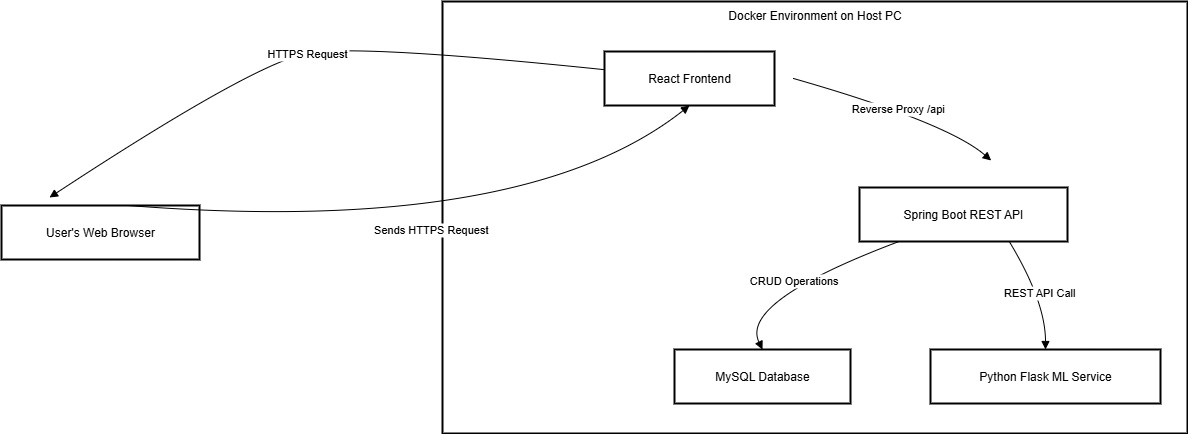 Docker Environment on Host PC
HTTPS Request
React Frontend
Reverse Proxy /api
Spring Boot REST API
User's Web Browser
Sends HTTPS Request
CRUD Operations
REST API Call
MySQL Database
Python Flask ML Service